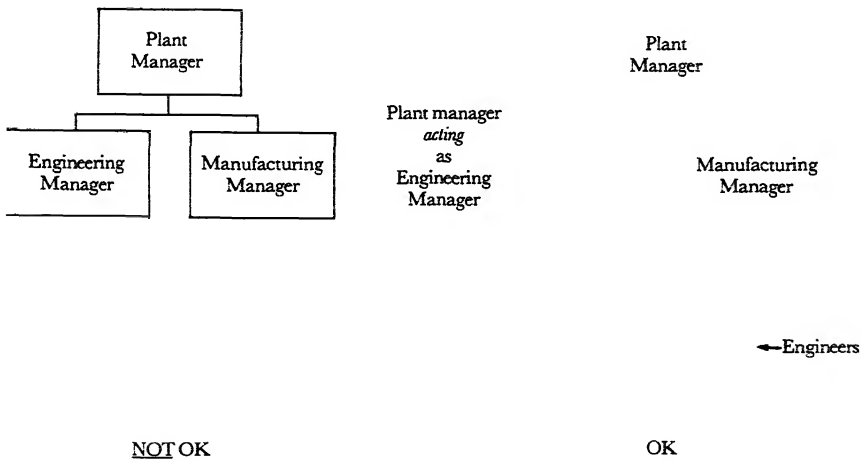 Plant
Manager
Engineering
Manager
Manufacturing
Manager
NOT OK
Plant manager
acting
as
Engineering
Manager
Plant
Manager
Manufacturing
Manager
Engineers
OK